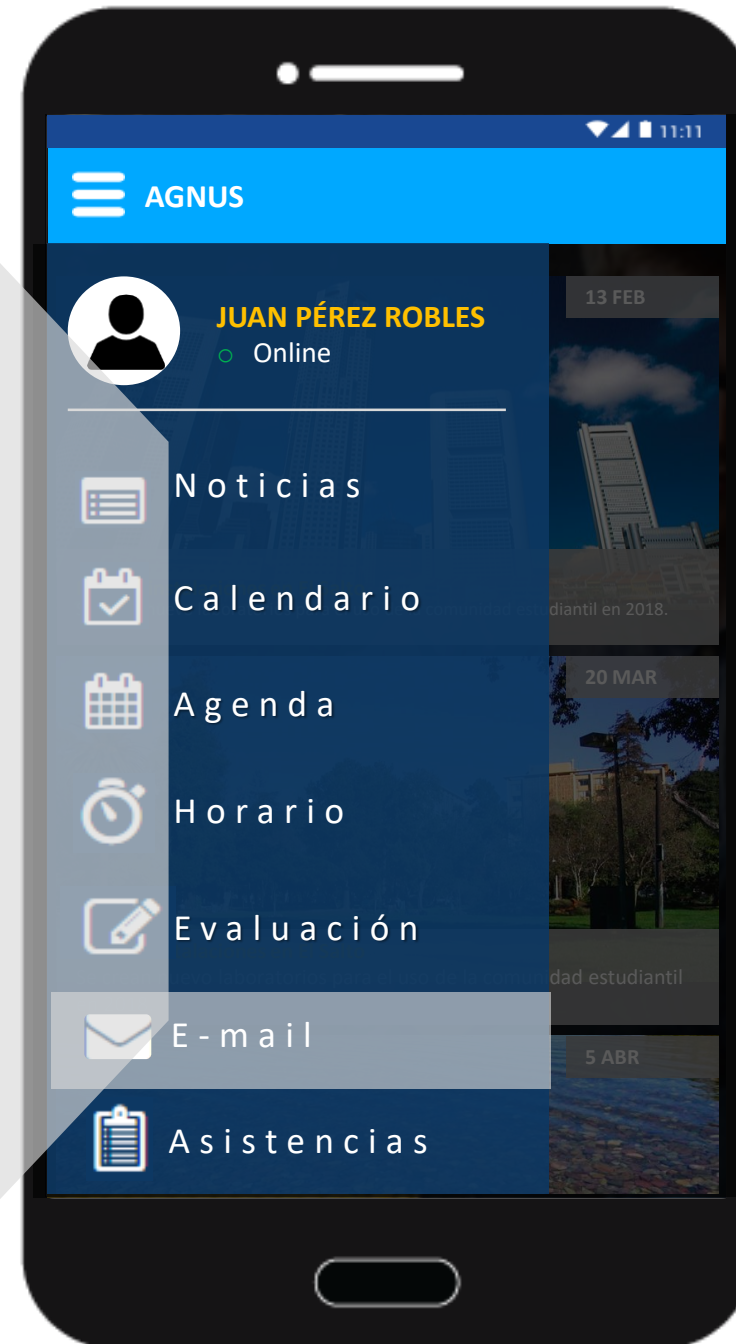 11:11
AGNUS
JUAN PÉREZ ROBLES
Online
13 FEB
Noticias
Calendario
diantil en 2018.
20 MAR
Agenda
Horario
Evaluación
dad estudiantil
E-mail
5 ABR
Asistencias